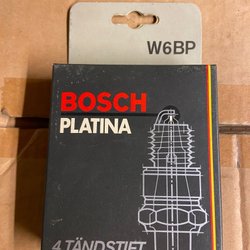 W6BP
BOSCH
PLATINA
4 TÄNDSTIFT